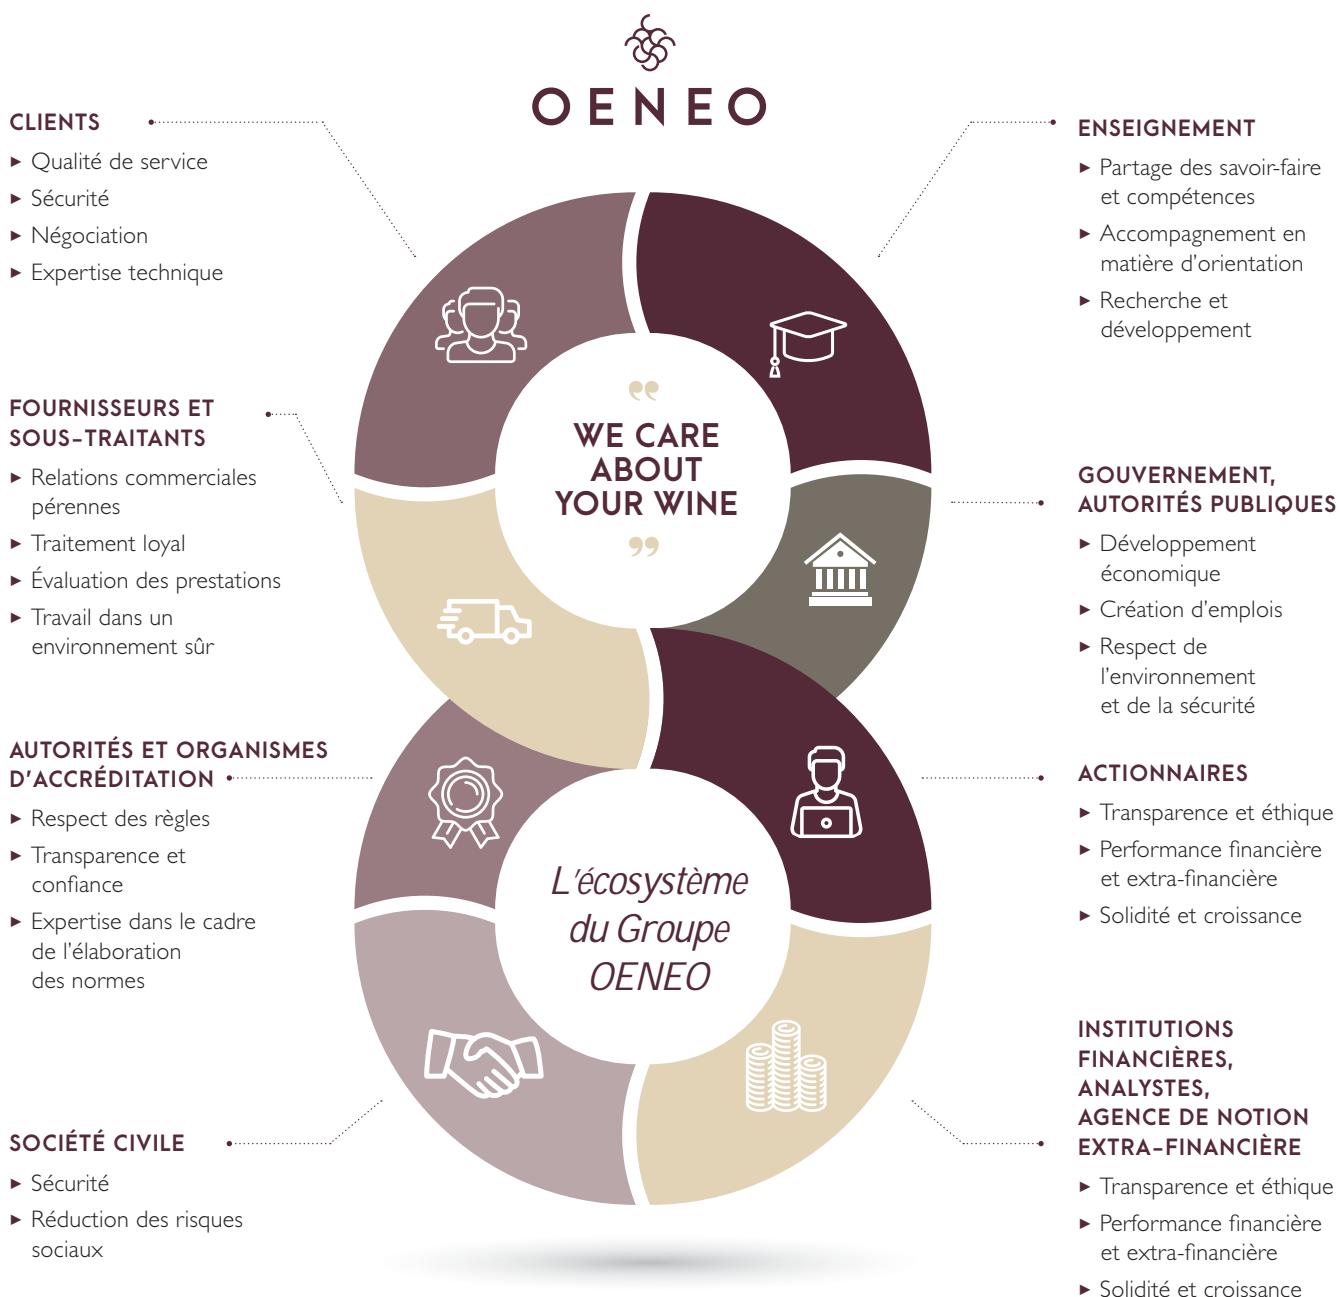 OENEO
CLIENTS
► Qualité de service
► Sécurité
► Négociation
► Expertise technique
FOURNISSEURS ET
SOUS-TRAITANTS
► Relations commerciales
pérennes
► Traitement loyal
► Évaluation des prestations
► Travail dans un
environnement sûr
AUTORITÉS ET ORGANISMES
D'ACCRÉDITATION
► Respect des règles
► Transparence et
confiance
► Expertise dans le cadre
de l'élaboration
des normes
SOCIÉTÉ CIVILE
► Sécurité
► Réduction des risques
sociaux
"
WE CARE
ABOUT
YOUR WINE
"
L'écosystème
du Groupe
OENEO
ENSEIGNEMENT
► Partage des savoir-faire
et compétences
► Accompagnement en
matière d'orientation
► Recherche et
développement
GOUVERNEMENT,
AUTORITÉS PUBLIQUES
► Développement
économique
► Création d'emplois
► Respect de
l'environnement
et de la sécurité
ACTIONNAIRES
► Transparence et éthique
► Performance financière
et extra-financière
► Solidité et croissance
INSTITUTIONS
FINANCIÈRES,
ANALYSTES,
AGENCE DE NOTION
EXTRA-FINANCIÈRE
► Transparence et éthique
► Performance financière
et extra-financière
► Solidité et croissance